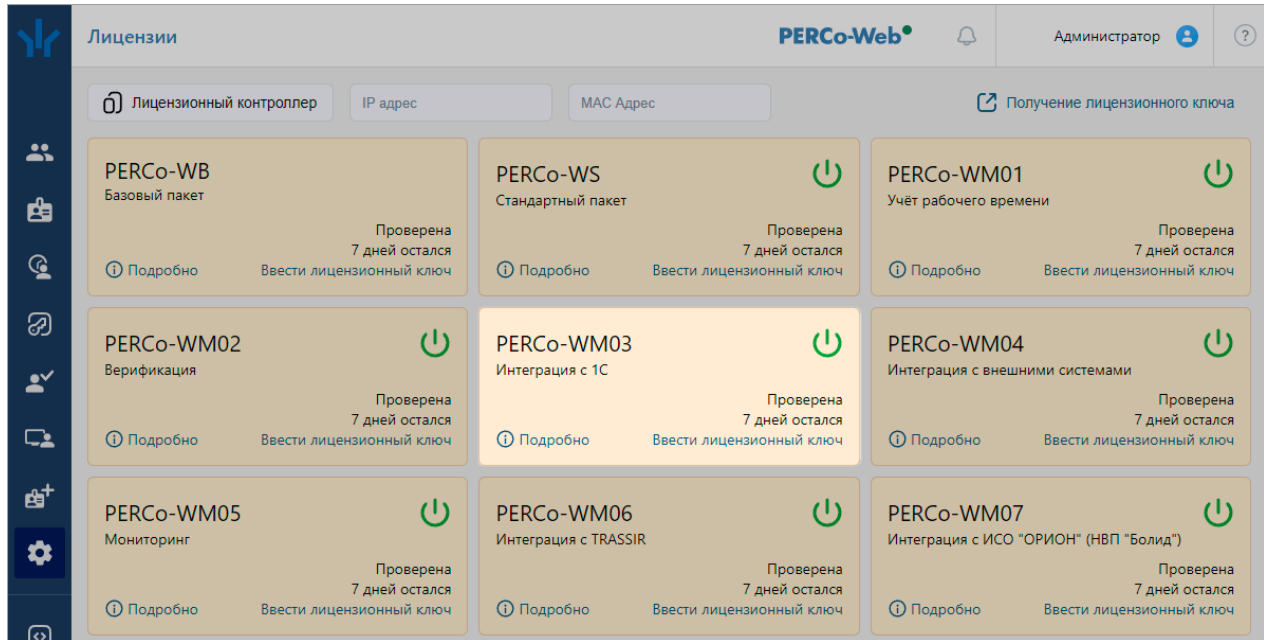 Лицензии
PERCo-Web
Администратор
?
Лицензионный контроллер
IP адрес
МАС Адрес
Получение лицензионного ключа
PERCo-WB
Базовый пакет
Проверена
7 дней остался
Подробно
Ввести лицензионный ключ
PERCo-WS
Стандартный пакет
Проверена
7 дней остался
Подробно
Ввести лицензионный ключ
PERCo-WM01
Учёт рабочего времени
Проверена
7 дней остался
Подробно
Ввести лицензионный ключ
PERCo-WM02
Верификация
Проверена
7 дней остался
Подробно
Ввести лицензионный ключ
PERCo-WM03
Интеграция с 1С
Проверена
7 дней остался
Подробно
Ввести лицензионный ключ
PERCo-WM04
Интеграция с внешними системами
Проверена
7 дней остался
Подробно
Ввести лицензионный ключ
PERCo-WM05
Мониторинг
Проверена
7 дней остался
Подробно
Ввести лицензионный ключ
PERCo-WM06
Интеграция с TRASSIR
Проверена
7 дней остался
Подробно
Ввести лицензионный ключ
PERCo-WM07
Интеграция с ИСО "ОРИОН" (НВП "Болид")
Проверена
7 дней остался
Подробно
Ввести лицензионный ключ